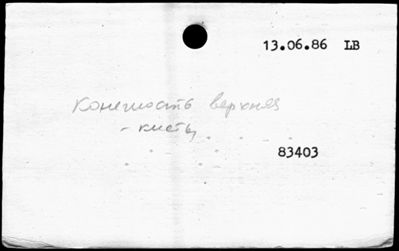 13.06.86 LB
конечность верхняя
- кисть
83403